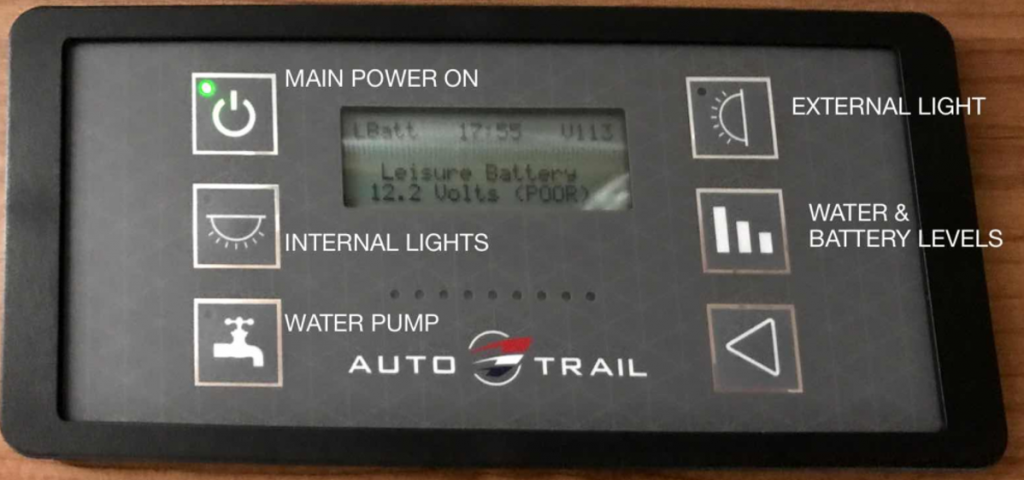 MAIN POWER ON
LBatt 17:55 V113
Leisure Battery
12.2 Volts (POOR)
INTERNAL LIGHTS
WATER PUMP
EXTERNAL LIGHT
WATER &
BATTERY LEVELS
AUTO TRAIL